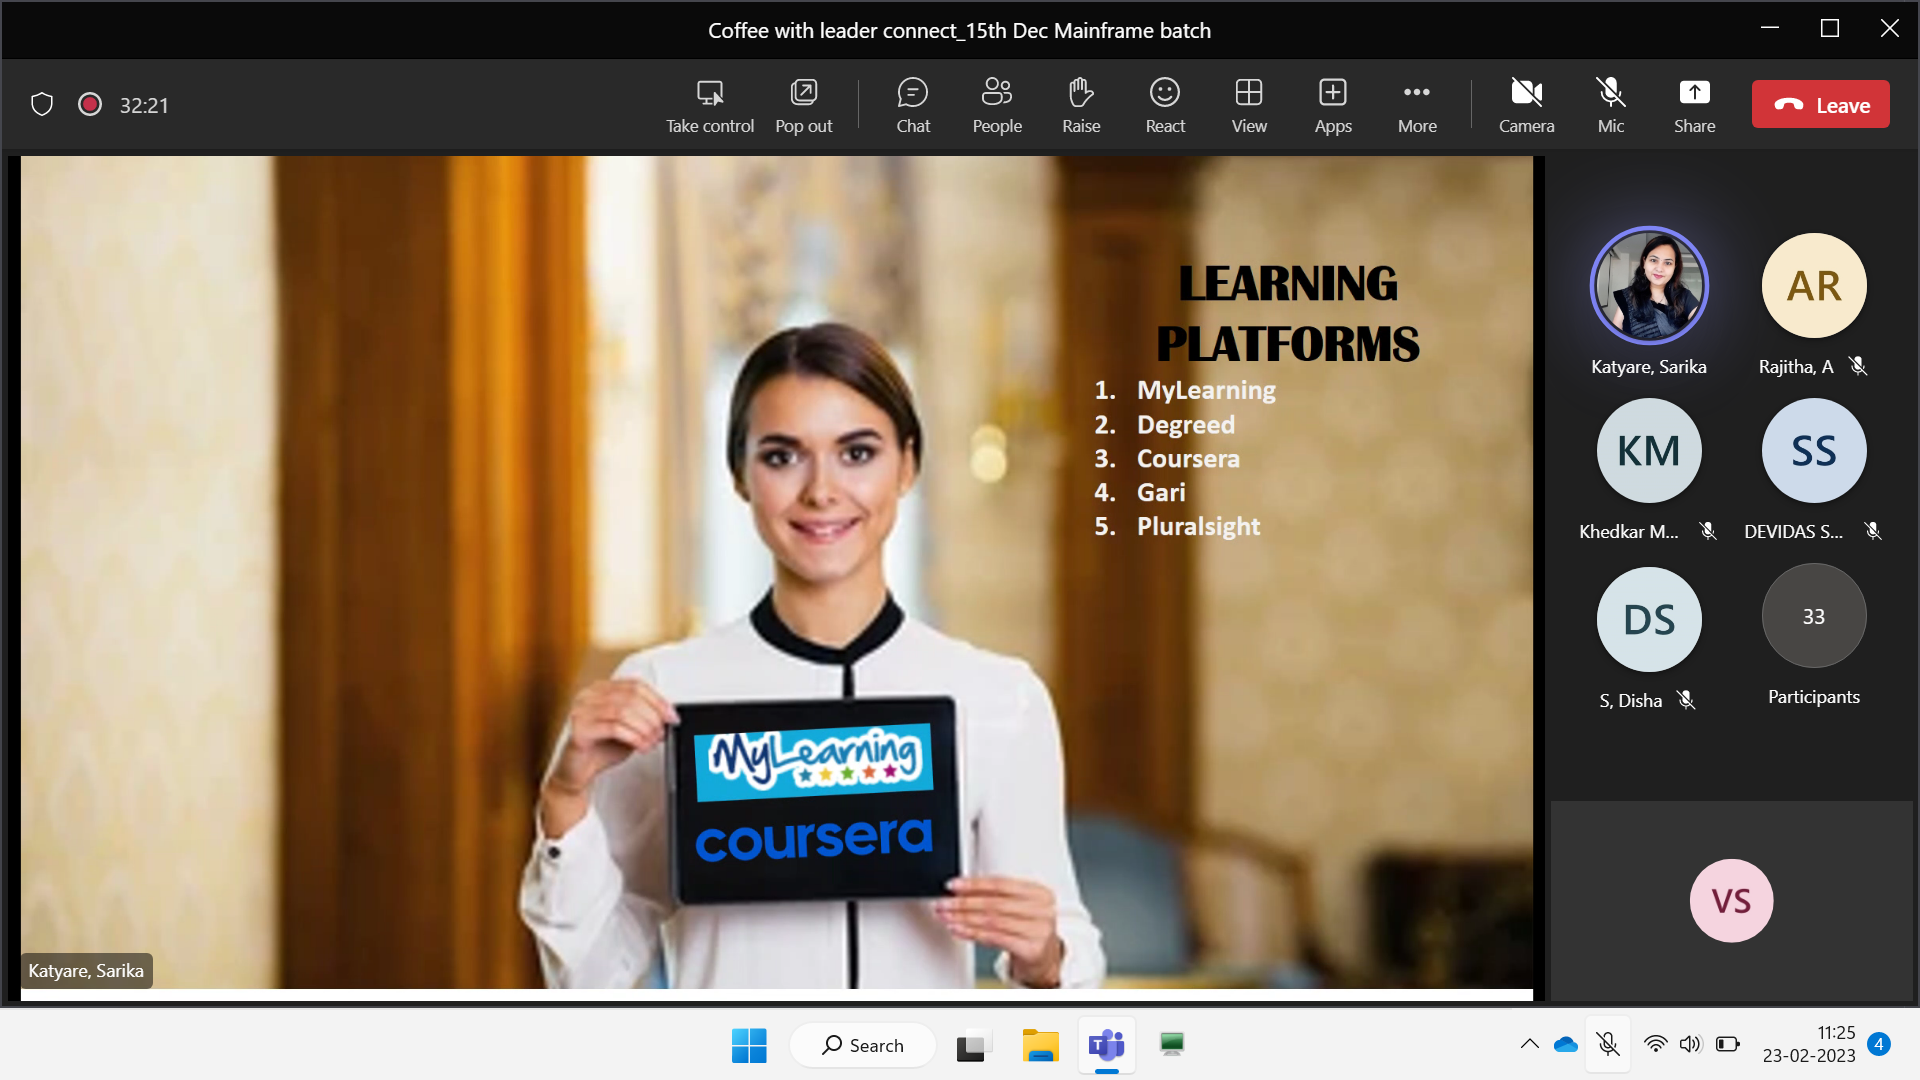 Coffee with leader connect_15th Dec Mainframe batch
32:21
Take control
Pop out
Chat
People
Raise
React
View
Apps
More
Camera
Mic
Share
Leave
LEARNING
PLATFORMS
1. MyLearning
2. Degreed
3. Coursera
4. Gari
5. Pluralsight
MyLearning
coursera
Katyare, Sarika
Katyare, Sarika
AR
Rajitha, A
KM
Khedkar M...
SS
DEVIDAS S...
DS
S, Disha
33
Participants
VS
Search
11:25
23-02-2023
4